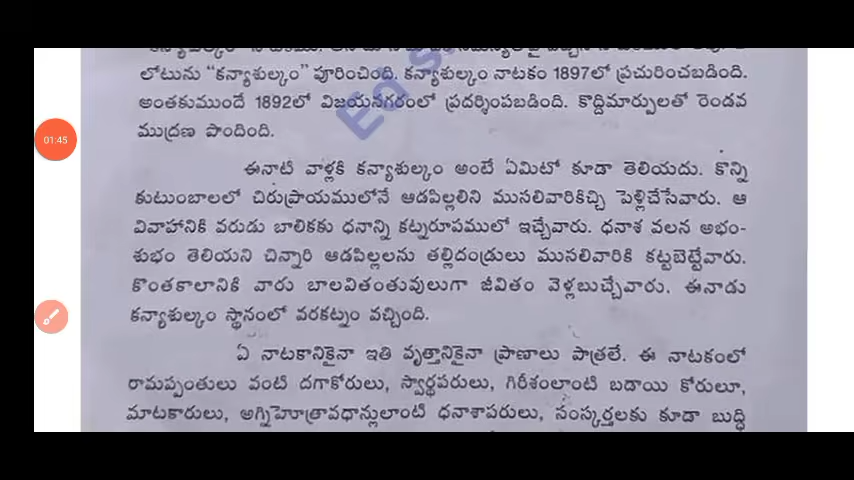 లోటును "కన్యాశుల్కం" పూరించింది. కన్యాశుల్కం నాటకం 1897లో ప్రచురించబడింది.
అంతకుముందే 1892లో విజయనగరంలో ప్రదర్శింపబడింది. కొద్దిమార్పులతో రెండవ
ముద్రణ పొందింది.
01:45
ఈనాటి వాళ్లకి కన్యాశుల్కం అంటే ఏమిటో కూడా తెలియదు. కొన్ని
కుటుంబాలలో చిరుప్రాయములోనే ఆడపిల్లలిని ముసలివారికిచ్చి పెళ్లిచేసేవారు. ఆ
వివాహానికి వరుడు బాలికకు ధనాన్ని కట్నరూపములో ఇచ్చేవారు. ధనాశ వలన అభం-
శుభం తెలియని చిన్నారి ఆడపిల్లలను తల్లిదండ్రులు ముసలివారికి కట్టబెట్టేవారు.
కొంతకాలానికి వారు బాలవితంతువులుగా జీవితం వెళ్లబుచ్చేవారు. ఈనాడు
కన్యాశుల్కం స్థానంలో వరకట్నం వచ్చింది.
ఏ నాటకానికైనా ఇతి వృత్తానికైనా ప్రాణాలు పాత్రలే. ఈ నాటకంలో
రామప్పంతులు వంటి దగాకోరులు, స్వార్థపరులు, గిరీశంలాంటి బడాయి కోరులూ,
మాటకారులు, అగ్నిహోత్రావధాన్లులాంటి ధనాశాపరులు, సంస్కర్తలకు కూడా బుద్ధి